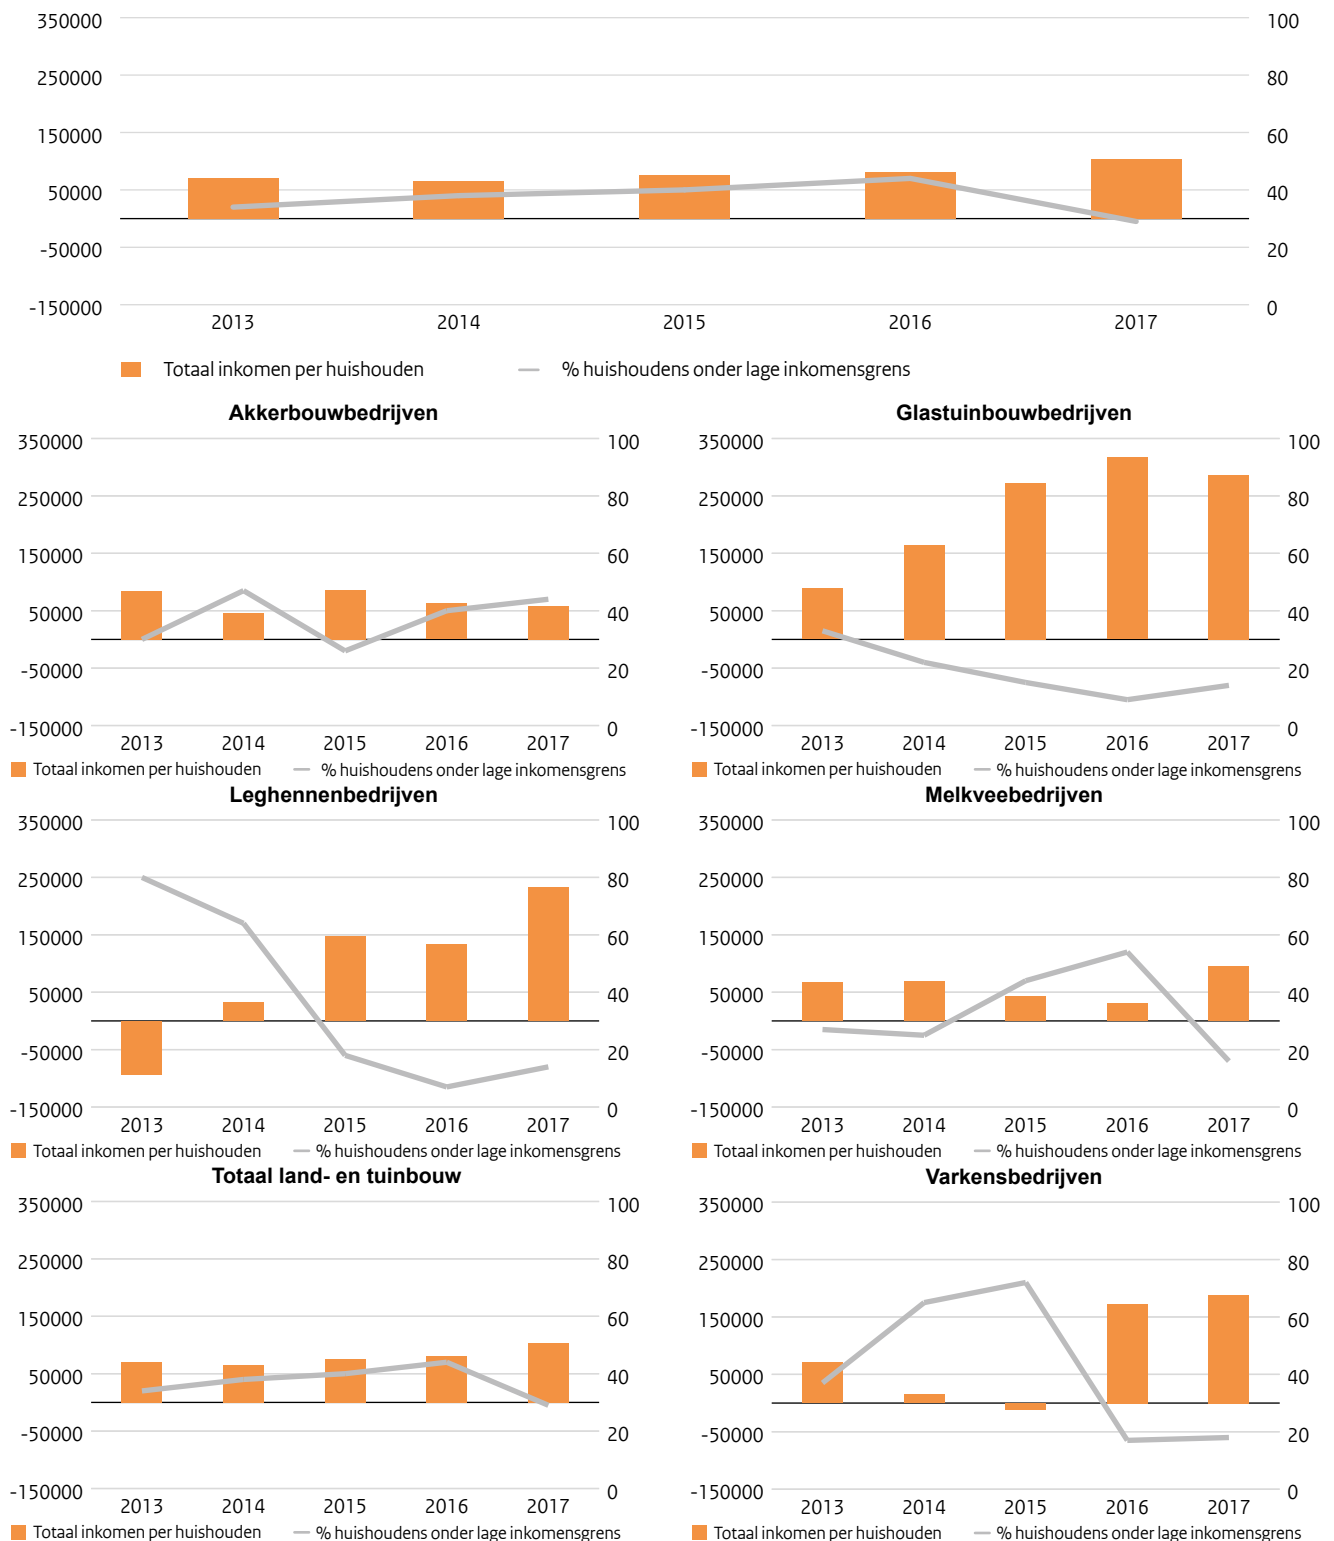 350000 100
250000 80
150000 60
50000 40
-50000 20
-150000 0
2013 2014 2015 2016 2017
Totaal inkomen per huishouden % huishoudens onder lage inkomensgrens
Akkerbouwbedrijven
350000 100
250000 80
150000 60
50000 40
-50000 20
-150000 0
2013 2014 2015 2016 2017
Totaal inkomen per huishouden % huishoudens onder lage inkomensgrens
Glastuinbouwbedrijven
350000 100
250000 80
150000 60
50000 40
-50000 20
-150000 0
2013 2014 2015 2016 2017
Totaal inkomen per huishouden % huishoudens onder lage inkomensgrens
Leghennenbedrijven
350000 100
250000 80
150000 60
50000 40
-50000 20
-150000 0
2013 2014 2015 2016 2017
Totaal inkomen per huishouden % huishoudens onder lage inkomensgrens
Melkveebedrijven
350000 100
250000 80
150000 60
50000 40
-50000 20
-150000 0
2013 2014 2015 2016 2017
Totaal inkomen per huishouden % huishoudens onder lage inkomensgrens
Totaal land- en tuinbouw
350000 100
250000 80
150000 60
50000 40
-50000 20
-150000 0
2013 2014 2015 2016 2017
Totaal inkomen per huishouden % huishoudens onder lage inkomensgrens
Varkensbedrijven
350000 100
250000 80
150000 60
50000 40
-50000 20
-150000 0
2013 2014 2015 2016 2017
Totaal inkomen per huishouden % huishoudens onder lage inkomensgrens